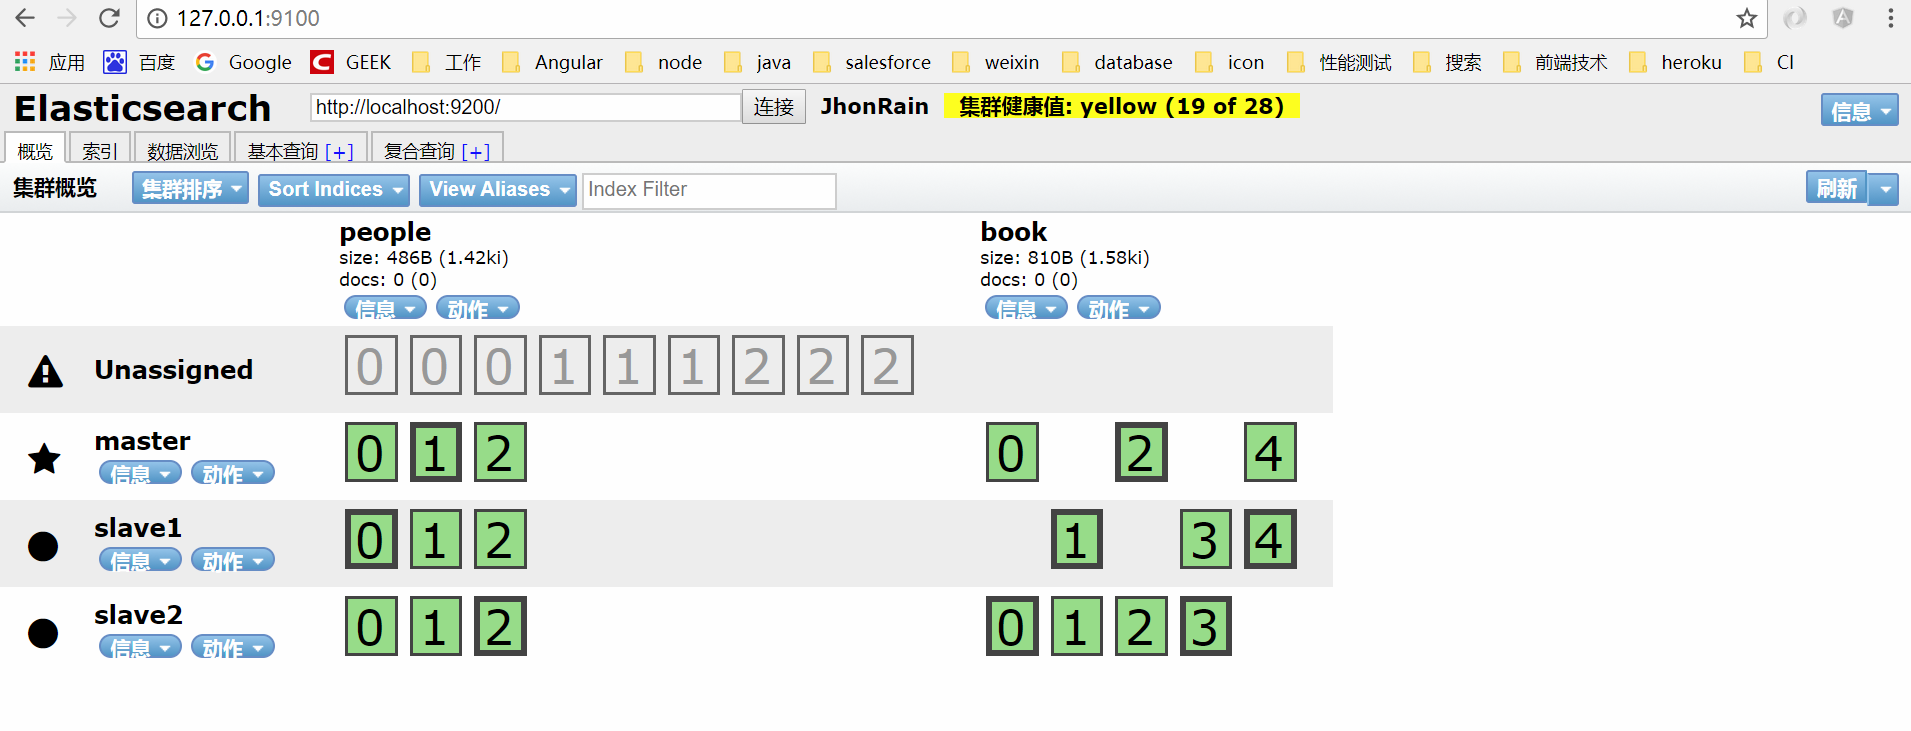 127.0.0.1:9100
应用 百度 Google GEEK 工作 Angular node java salesforce weixin database icon 性能测试 搜索 前端技术 heroku CI
Elasticsearch http://localhost:9200/ 连接 JhonRain 集群健康值: yellow (19 of 28) 信息
概览 索引 数据浏览 基本查询 [+] 复合查询 [+]
集群概览 集群排序 Sort Indices View Aliases Index Filter 刷新
people book
size: 486B (1.42ki) size: 810B (1.58ki)
docs: 0 (0) docs: 0 (0)
信息 动作 信息 动作
Unassigned 0 0 0 1 1 1 2 2 2
master 0 1 2 0 2 4
信息 动作
slave1 0 1 2 1 3 4
信息 动作
slave2 0 1 2 0 1 2 3
信息 动作